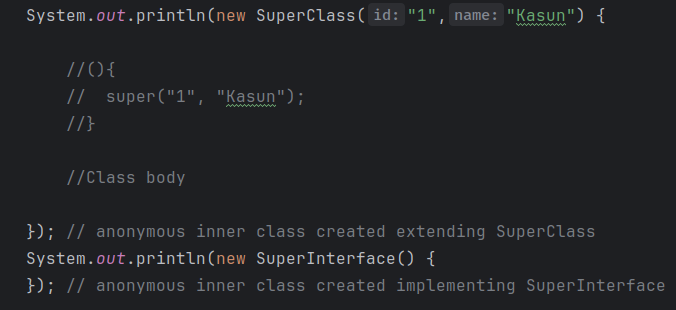 System.out.println(new SuperClass( id: "1", name: "Kasun") {
//(){
//  super("1", "Kasun");
//}
//Class body
}); // anonymous inner class created extending SuperClass
System.out.println(new SuperInterface() {
}); // anonymous inner class created implementing SuperInterface